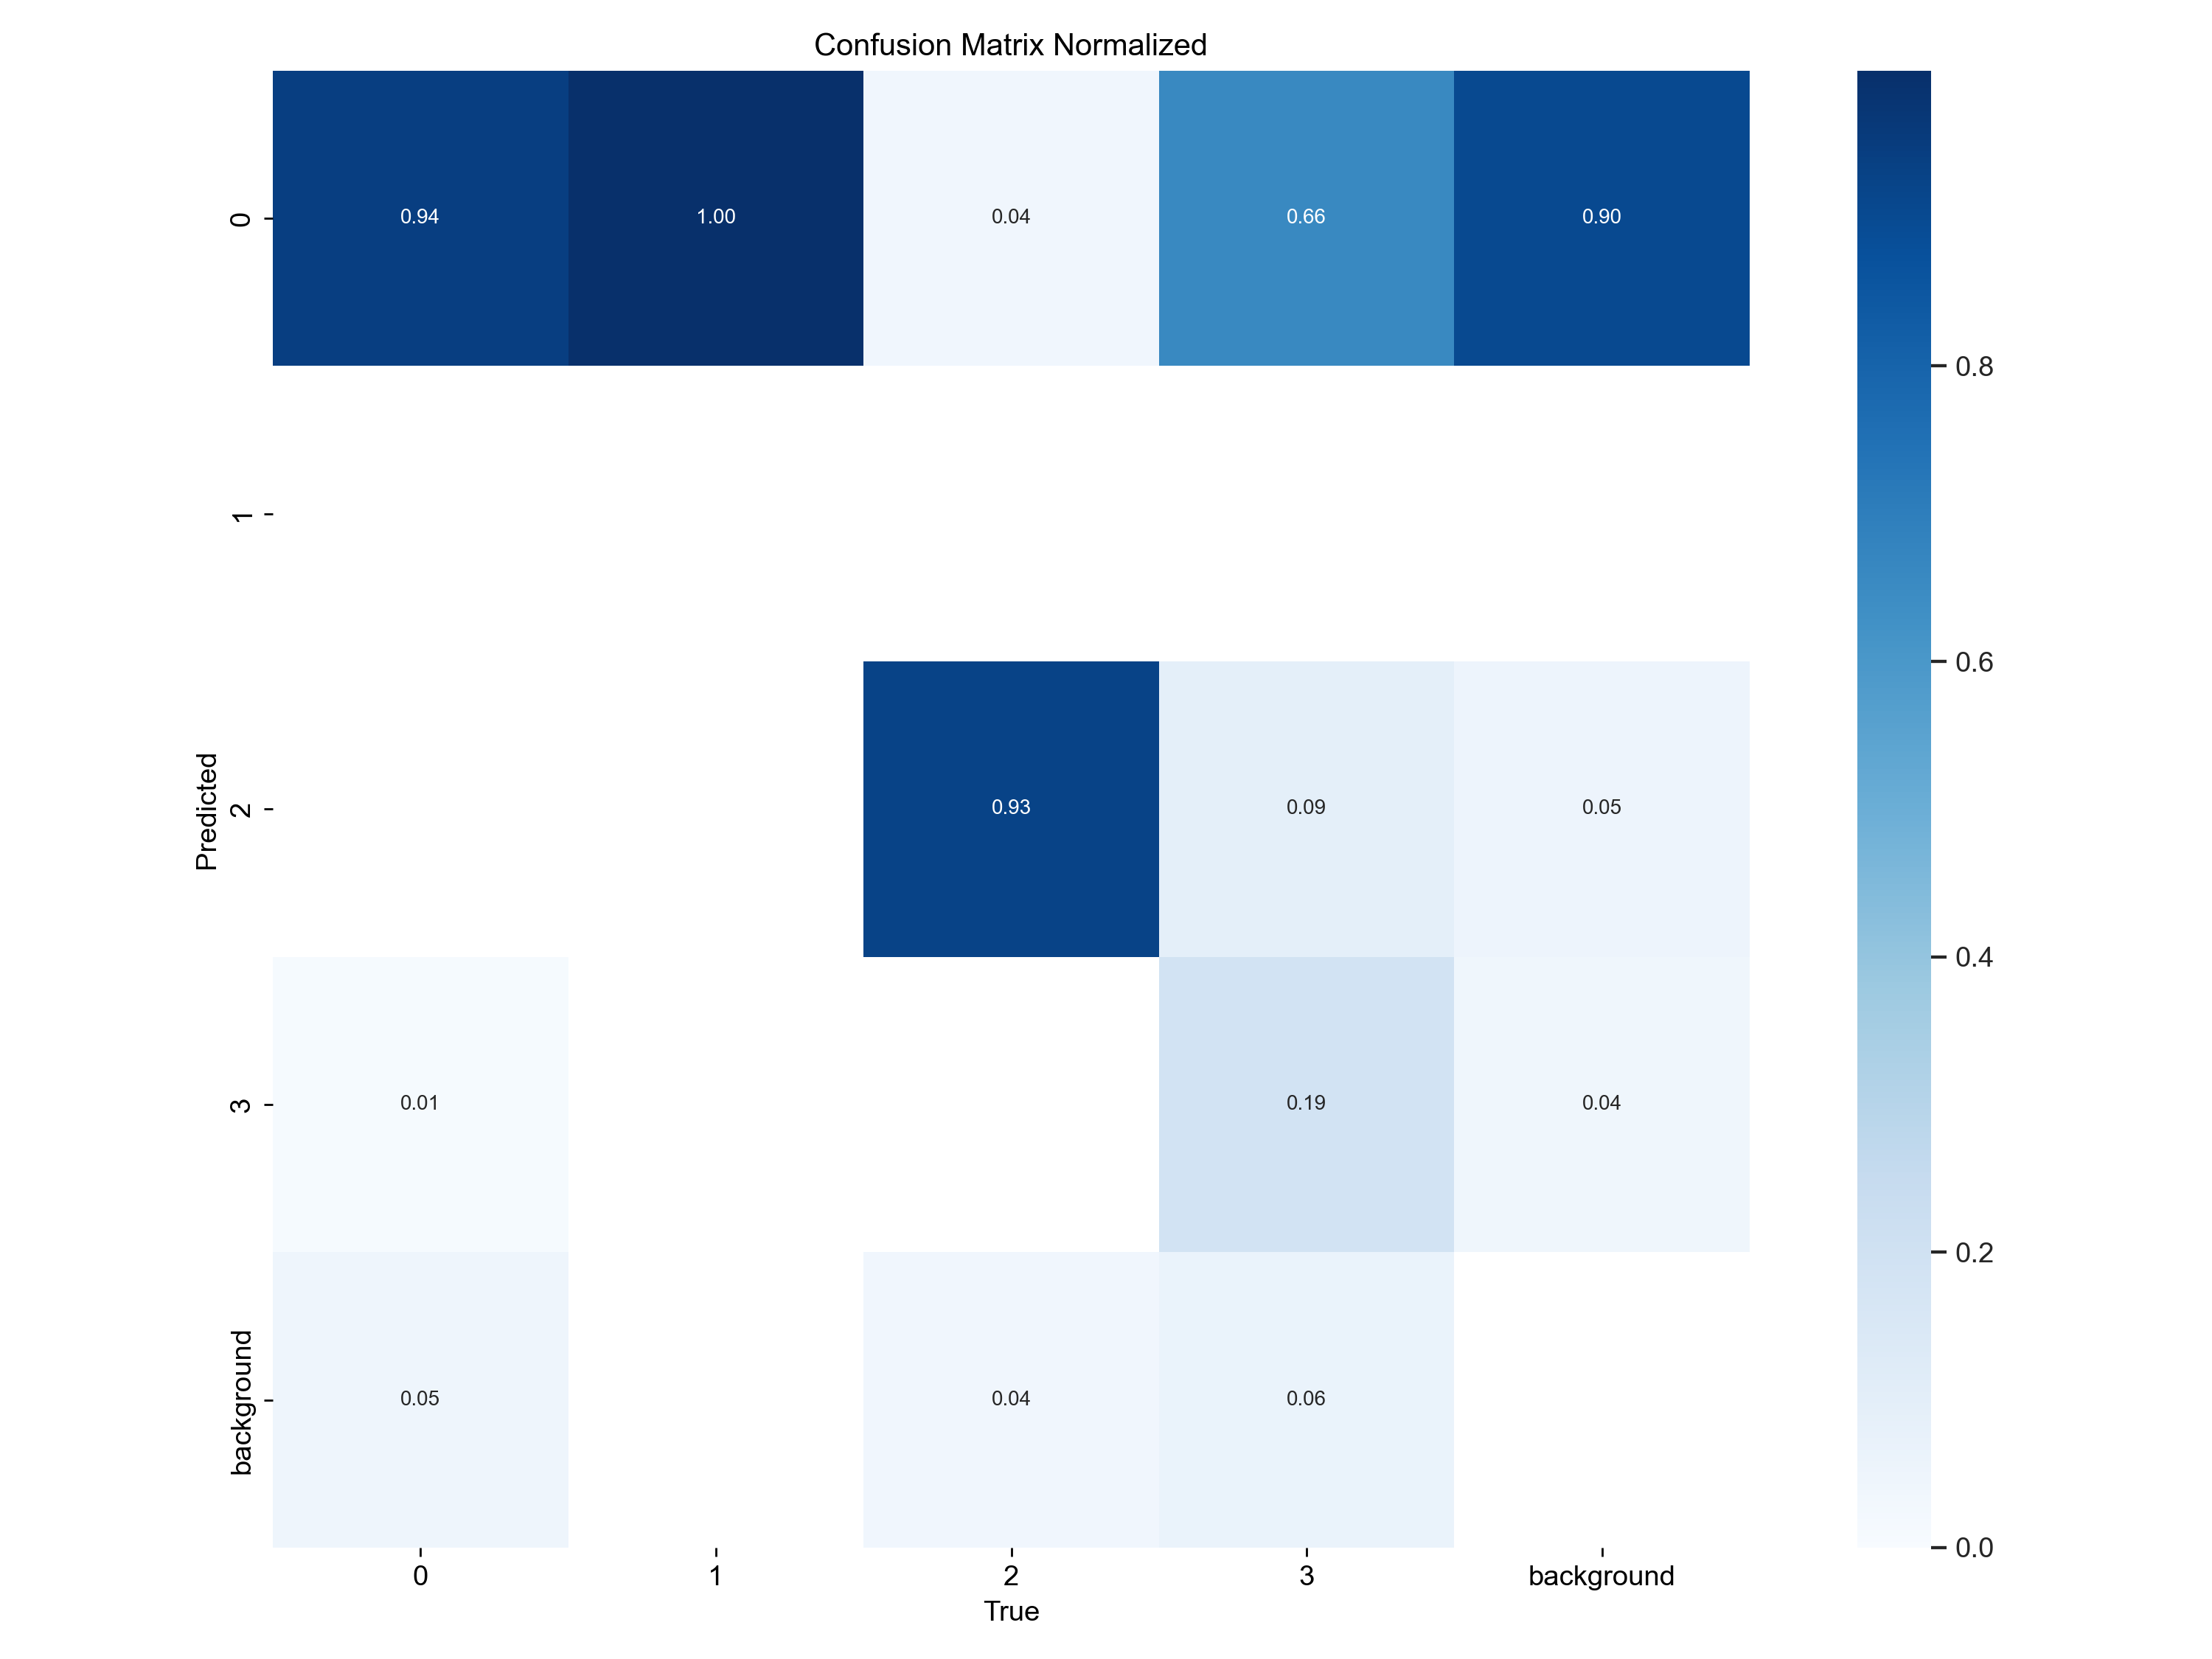 Confusion Matrix Normalized
0 0.94 1.00 0.04 0.66 0.90
1
2 0.93 0.09 0.05
3 0.01 0.19 0.04
background 0.05 0.04 0.06
Predicted
0 1 2 3 background
True
0.8
0.6
0.4
0.2
0.0